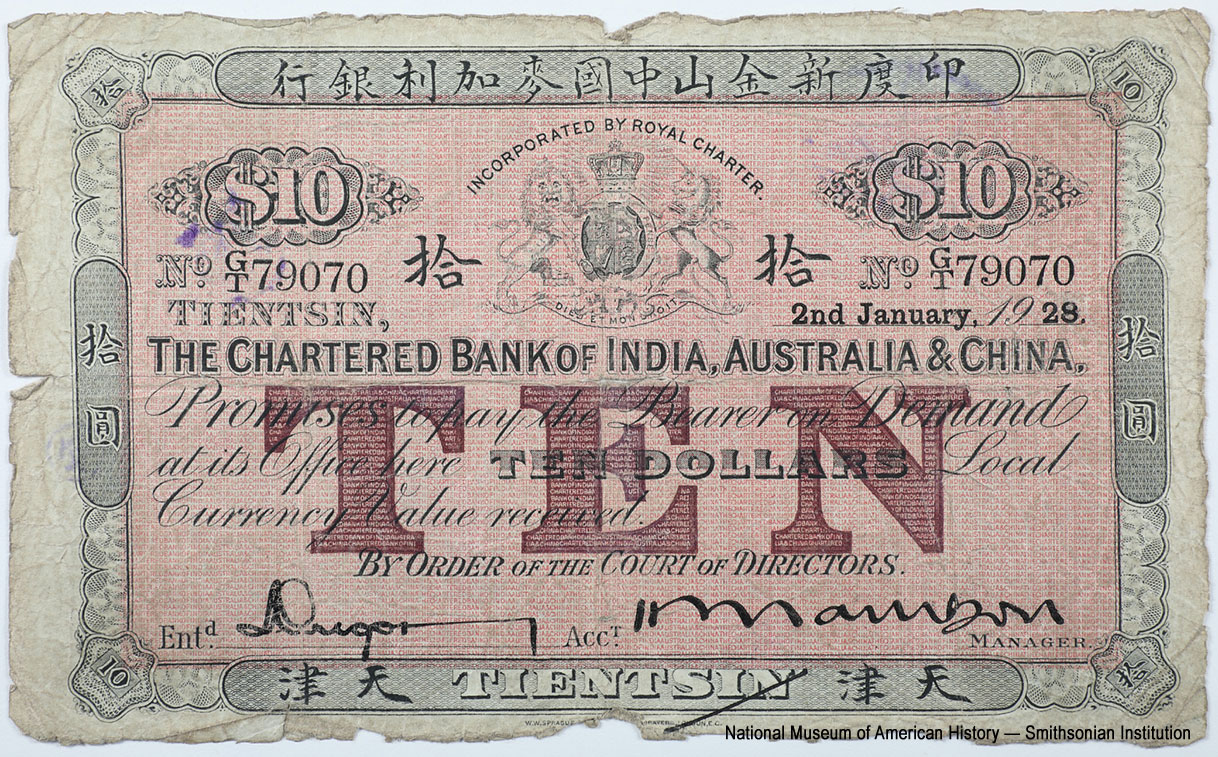 行銀利加麥國中山金新度印
拾
10
INCORPORATED BY ROYAL CHARTER.
$10
$10
拾
拾
No G/T 79070
No G/T 79070
TIENTSIN,
2nd January, 1928.
THE CHARTERED BANK OF INDIA, AUSTRALIA & CHINA,
Promises to pay the Bearer on Demand
at its Office here TEN DOLLARS Local
Currency Value received
TEN
BY ORDER OF THE COURT OF DIRECTORS.
拾圓
拾圓
Entd
Acct
MANAGER.
10
拾
津天
TIENTSIN
津天
W.W. SPRAGUE
National Museum of American History — Smithsonian Institution